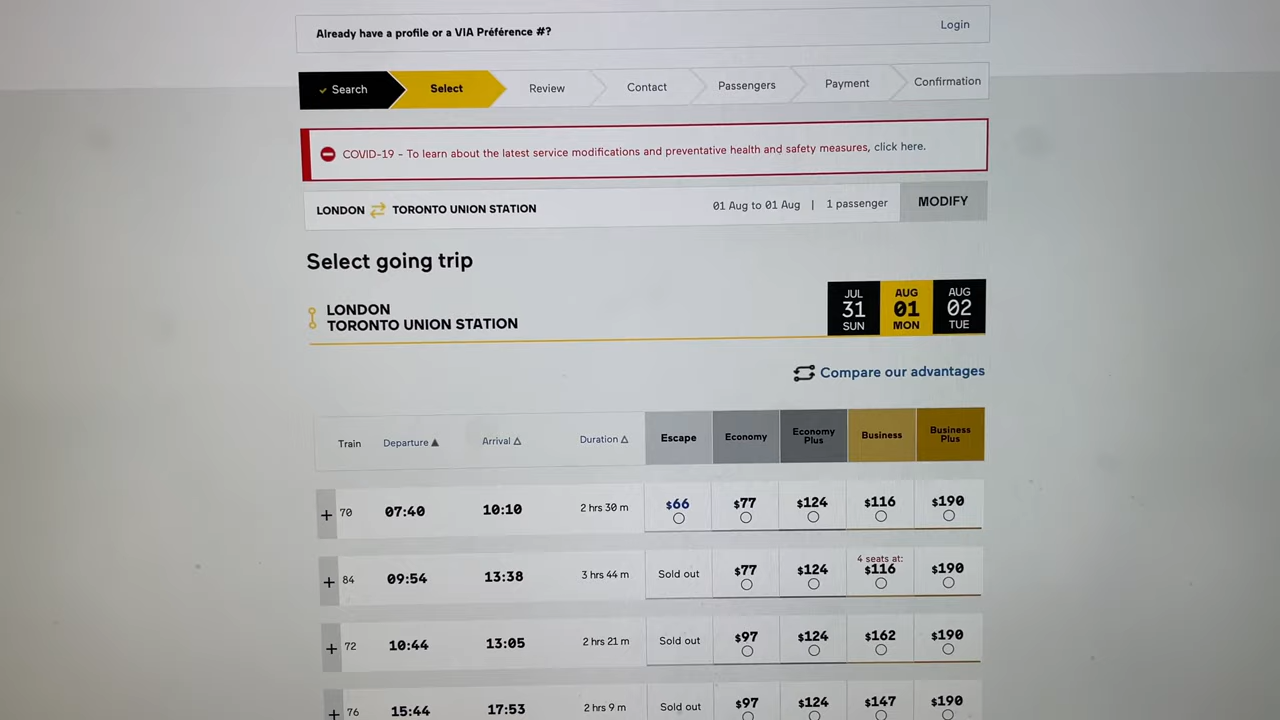 Already have a profile or a VIA Préférence #? Login
Search Select Review Contact Passengers Payment Confirmation
COVID-19 - To learn about the latest service modifications and preventative health and safety measures, click here.
LONDON TORONTO UNION STATION 01 Aug to 01 Aug | 1 passenger MODIFY
Select going trip
LONDON
TORONTO UNION STATION
JUL
31
SUN
AUG
01
MON
AUG
02
TUE
Compare our advantages
Train Departure Arrival Duration Escape Economy Economy Plus Business Business Plus
+ 70 07:40 10:10 2 hrs 30 m $66 $77 $124 $116 $190
4 seats at:
+ 84 09:54 13:38 3 hrs 44 m Sold out $77 $124 $116 $190
+ 72 10:44 13:05 2 hrs 21 m Sold out $97 $124 $162 $190
+ 76 15:44 17:53 2 hrs 9 m Sold out $97 $124 $147 $190